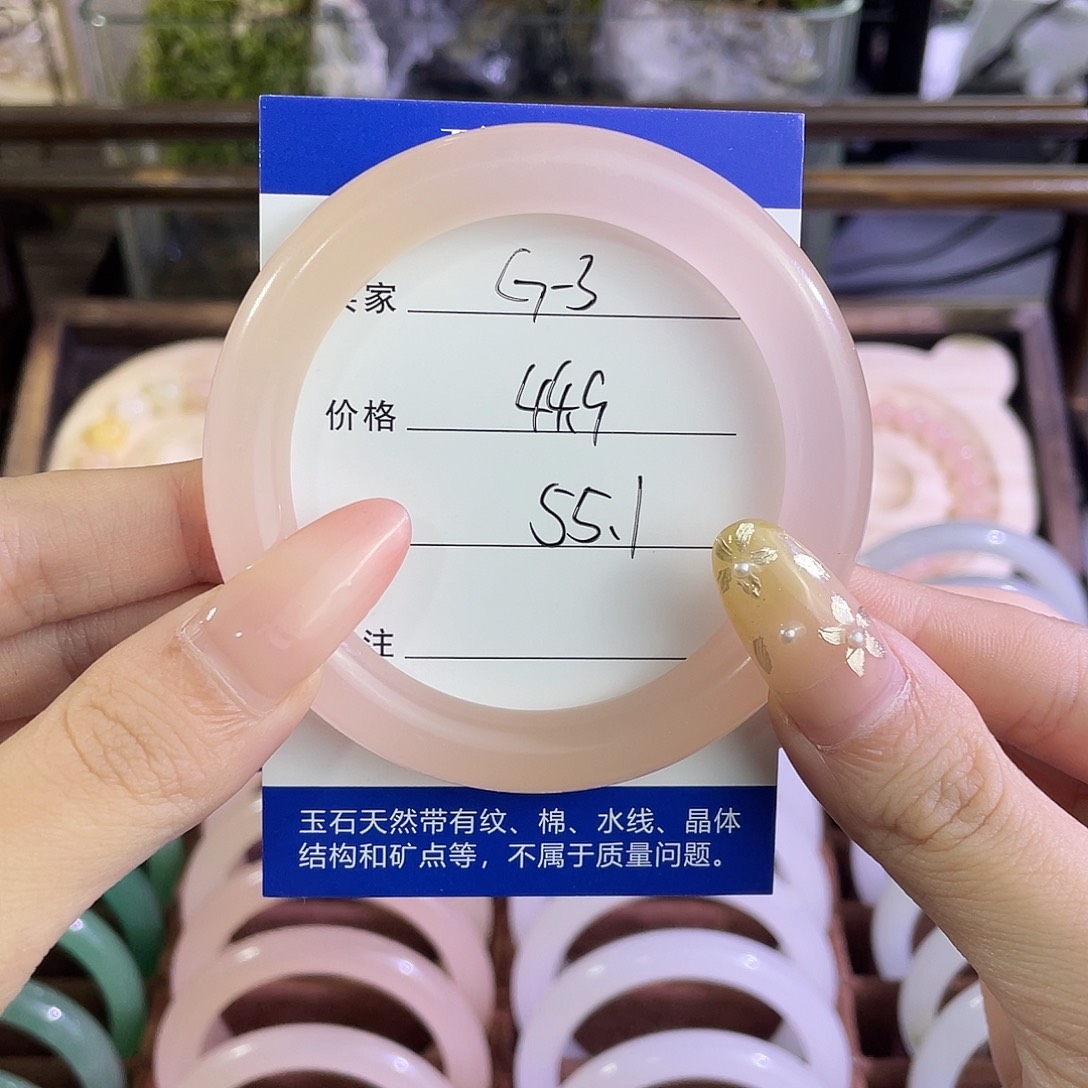 家 G-3
价格 449
55.1
注
玉石天然带有纹、棉、水线、晶体
结构和矿点等，不属于质量问题。